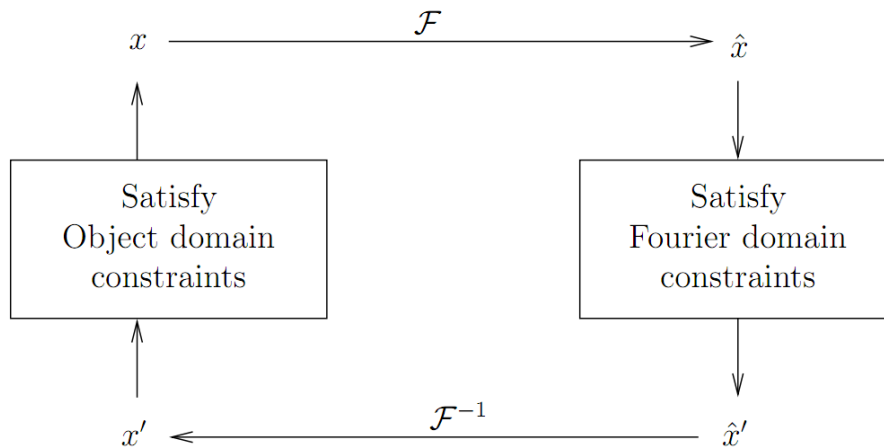 x
𝓕
x̂
Satisfy
Object domain
constraints
Satisfy
Fourier domain
constraints
x′
𝓕⁻¹
x̂′